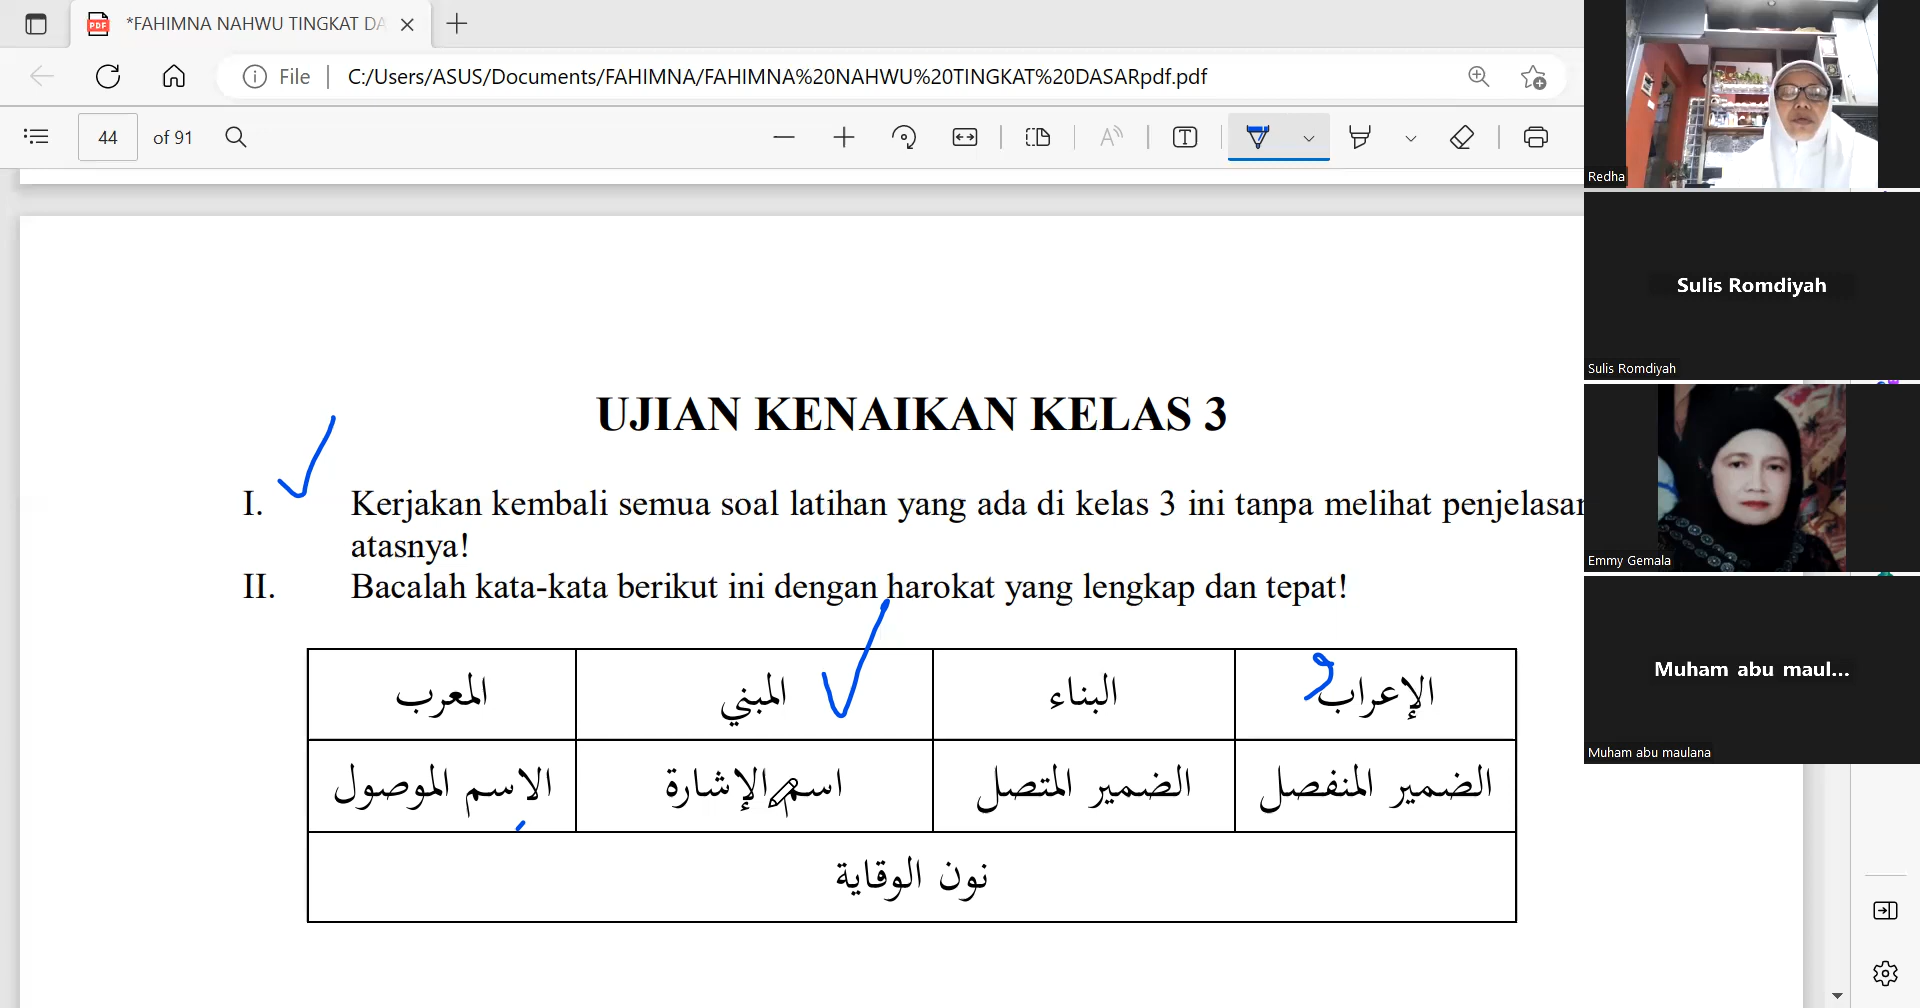 *FAHIMNA NAHWU TINGKAT DA
File
C:/Users/ASUS/Documents/FAHIMNA/FAHIMNA%20NAHWU%20TINGKAT%20DASARpdf.pdf
44 of 91
UJIAN KENAIKAN KELAS 3
I. Kerjakan kembali semua soal latihan yang ada di kelas 3 ini tanpa melihat penjelasan
atasnya!
II. Bacalah kata-kata berikut ini dengan harokat yang lengkap dan tepat!
الإعراب البناء المبني المعرب
الضمير المنفصل الضمير المتصل اسم الإشارة الاسم الموصول
نون الوقاية
Redha
Sulis Romdiyah
Sulis Romdiyah
Emmy Gemala
Muham abu maul...
Muham abu maulana